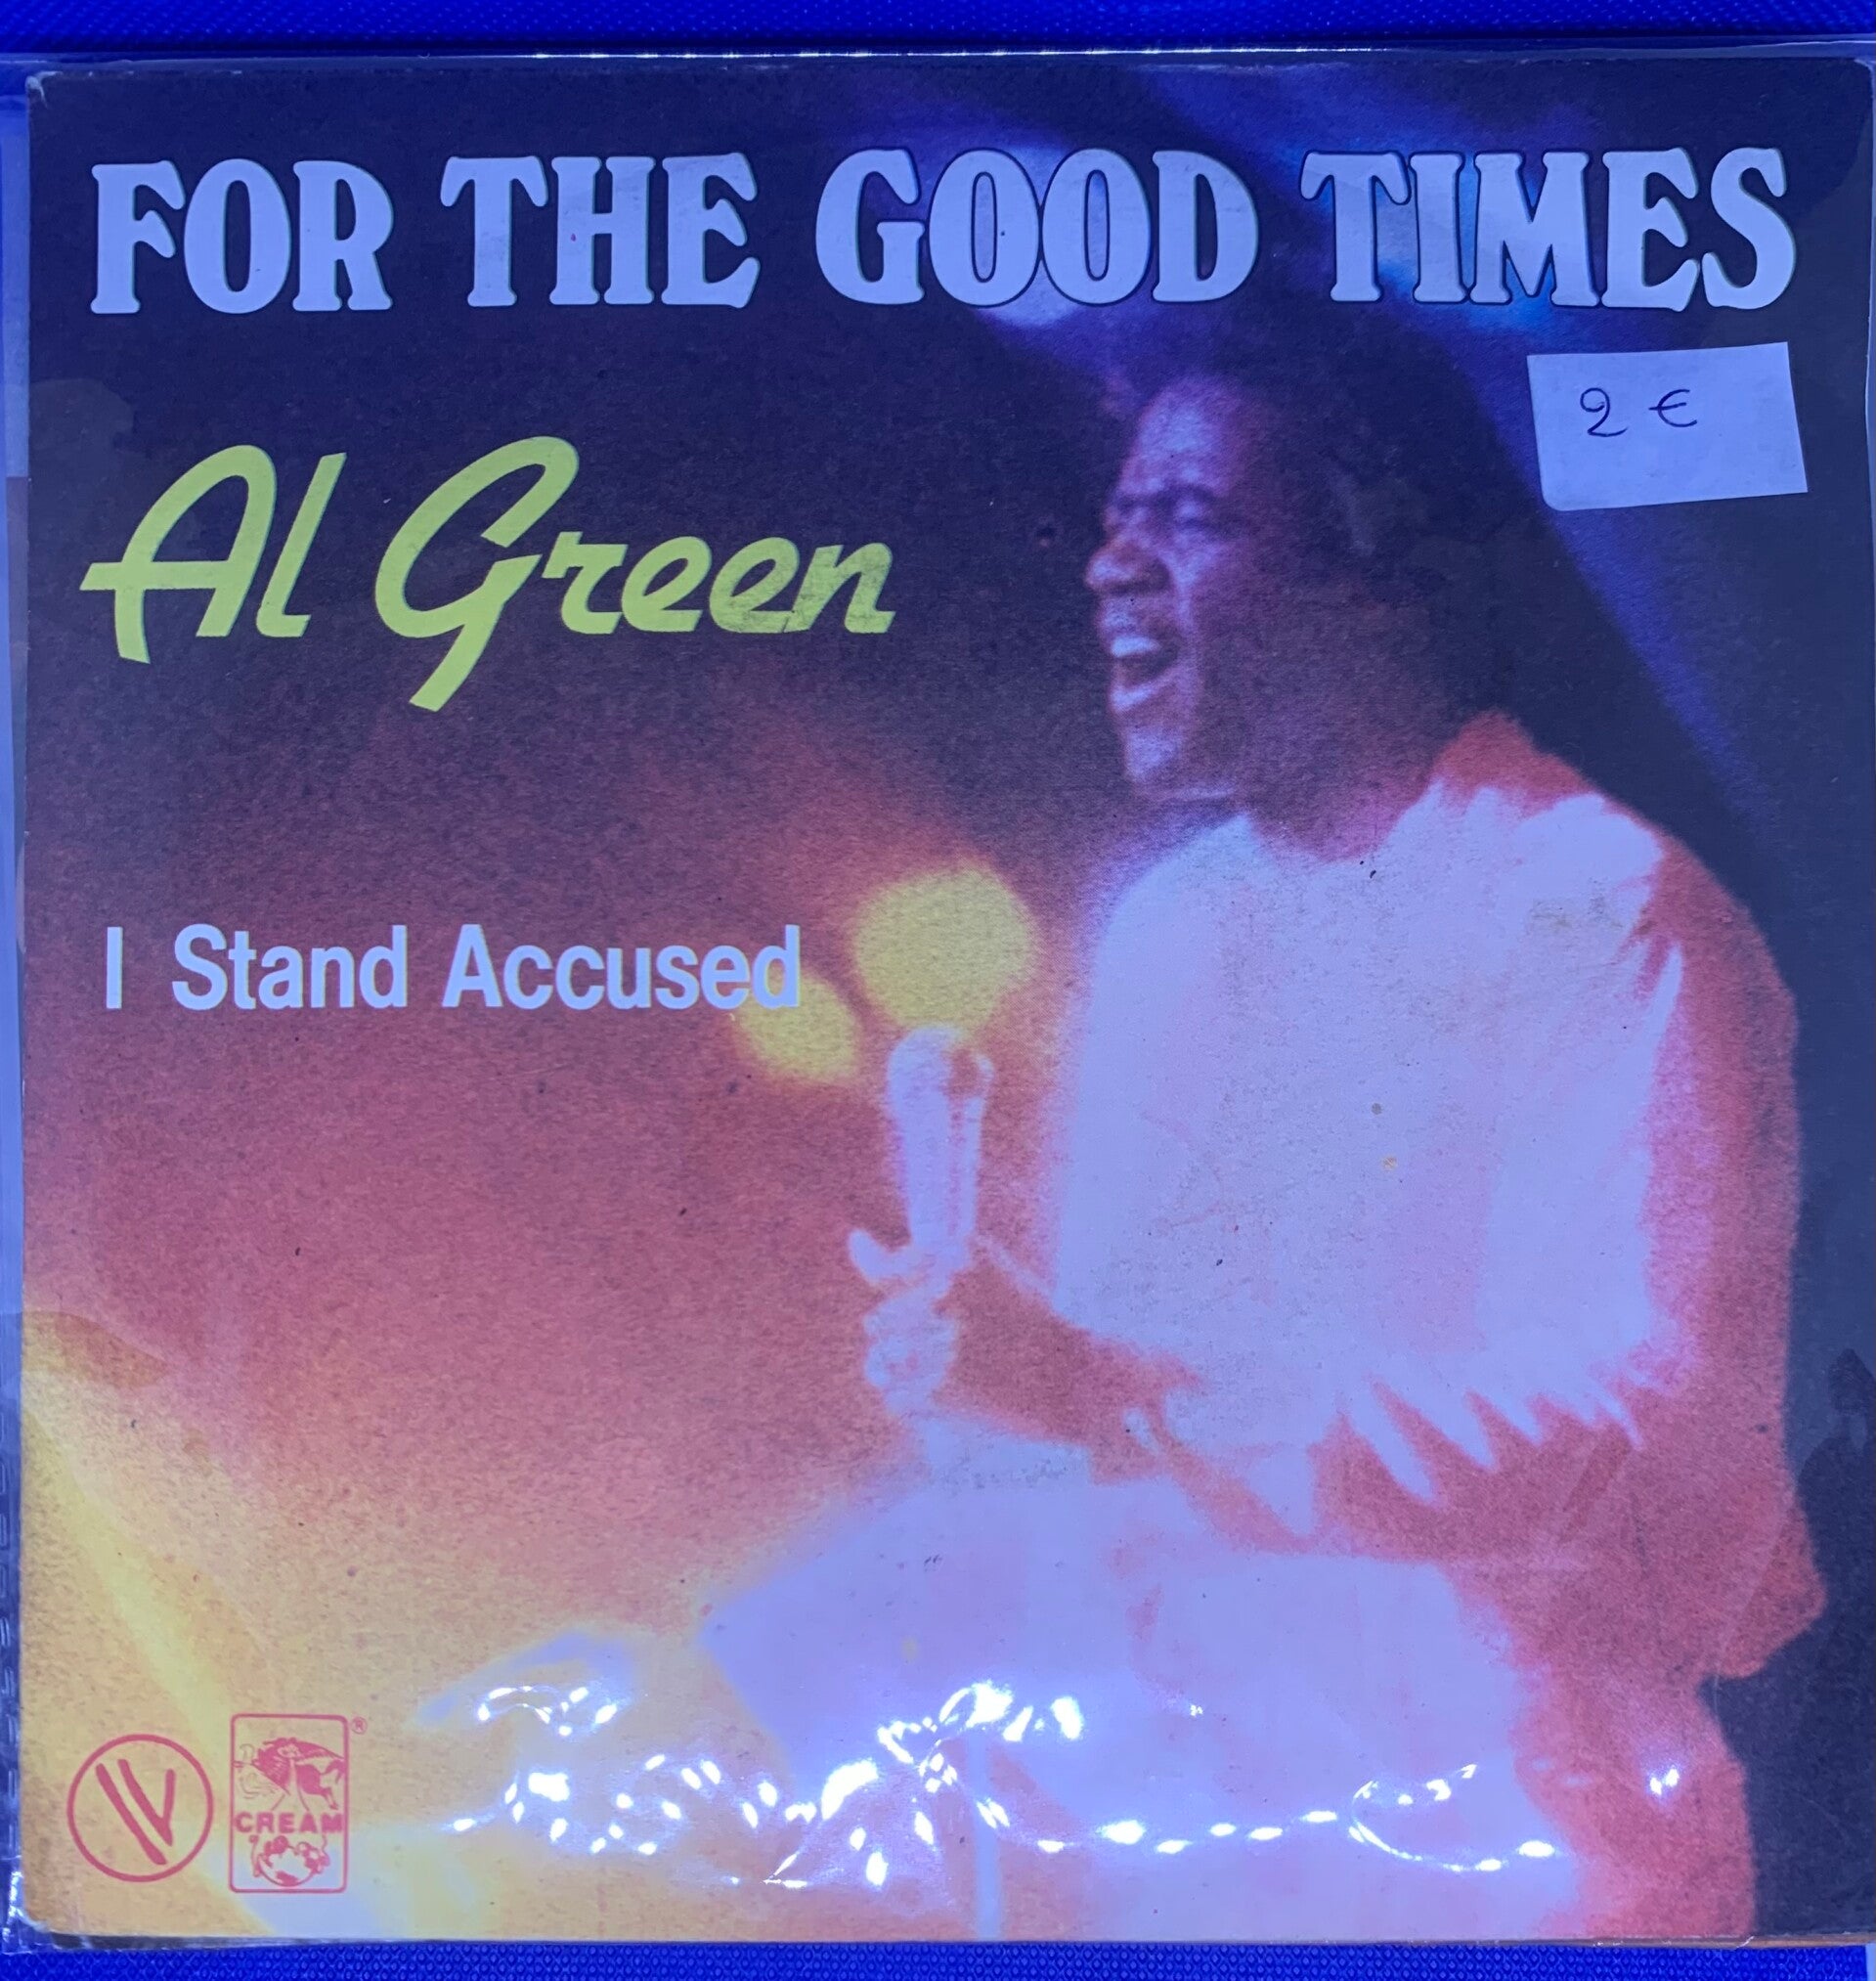 FOR THE GOOD TIMES
2 €
Al Green
I Stand Accused
®
CREAM